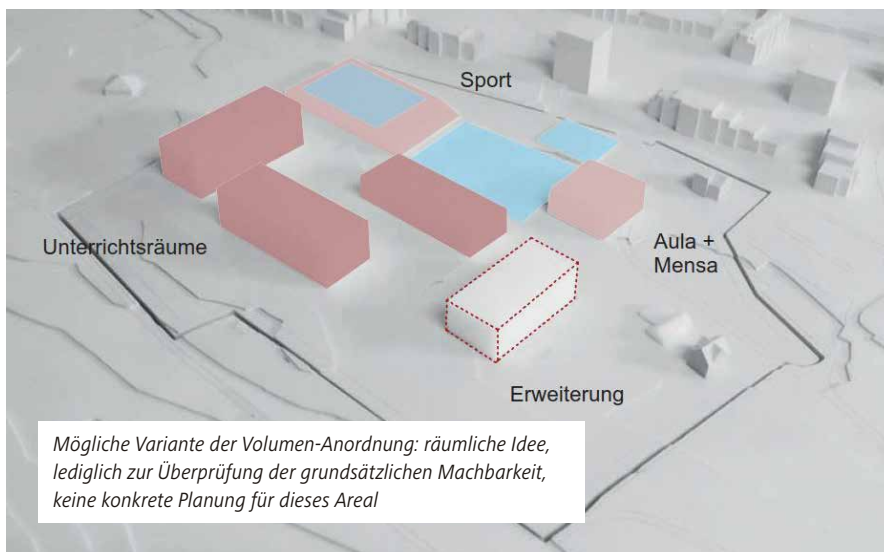 Sport
Unterrichtsräume
Aula +
Mensa
Erweiterung
Mögliche Variante der Volumen-Anordnung: räumliche Idee,
lediglich zur Überprüfung der grundsätzlichen Machbarkeit,
keine konkrete Planung für dieses Areal